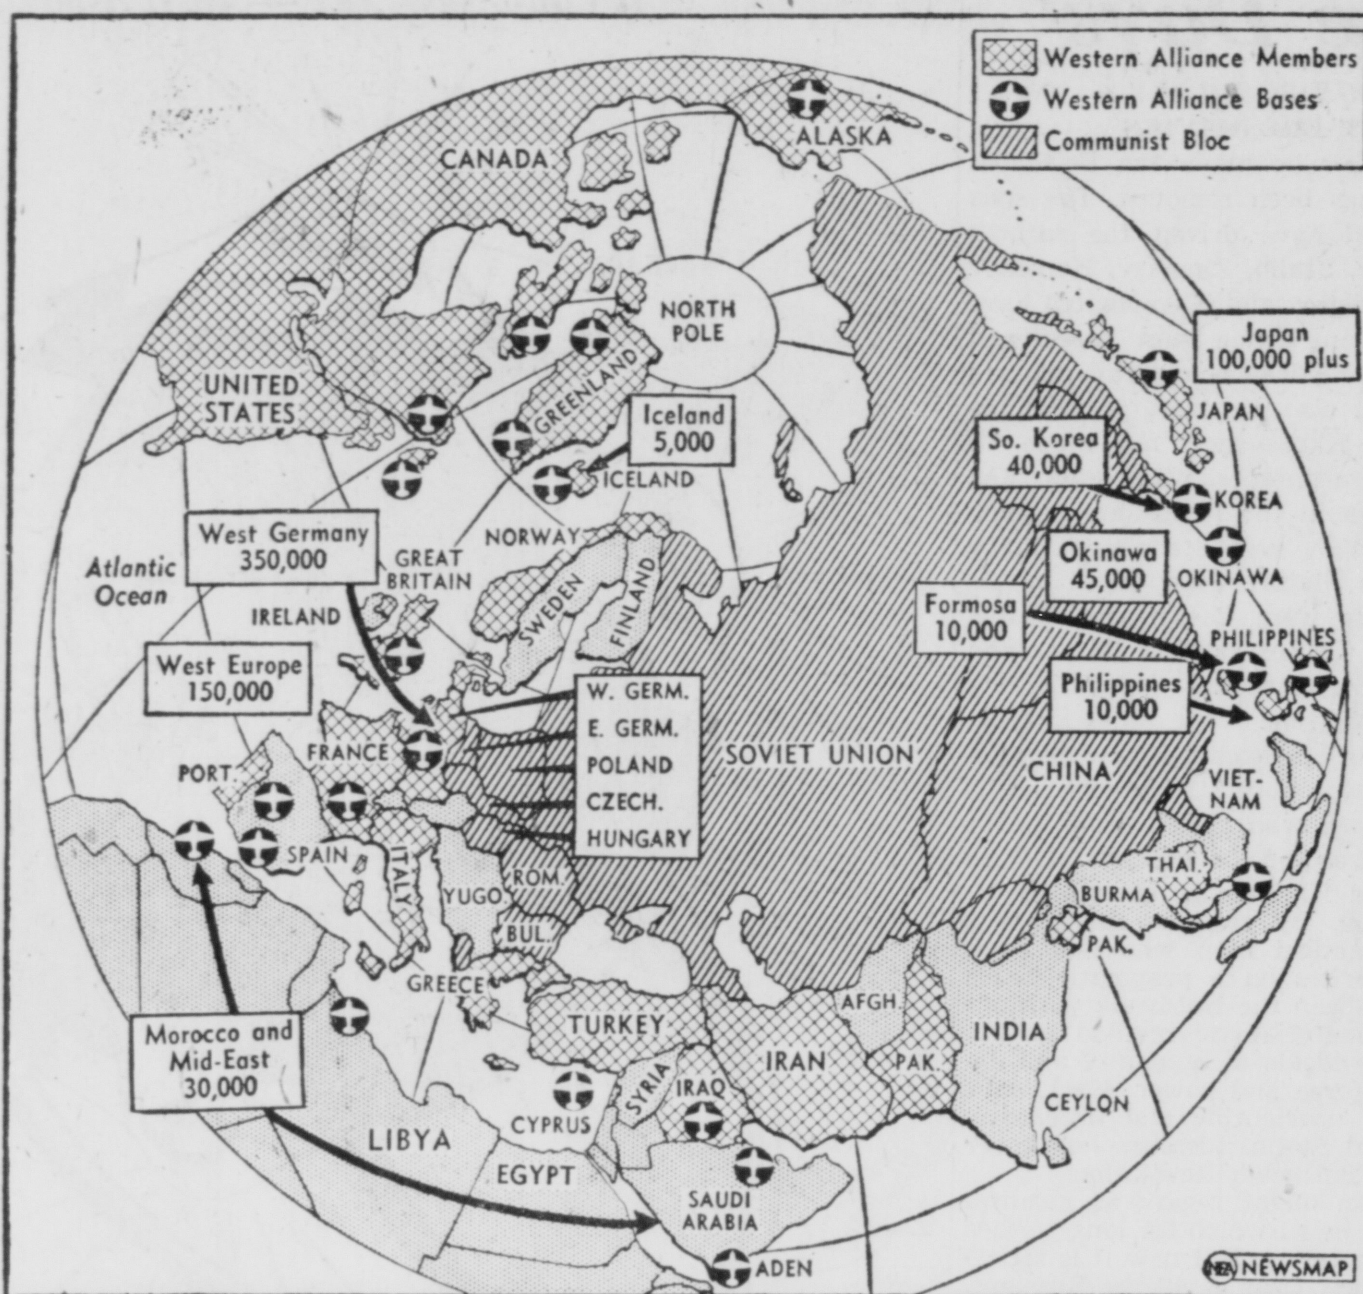 Western Alliance Members
Western Alliance Bases
Communist Bloc
ALASKA
CANADA
NORTH
POLE
UNITED
STATES
GREENLAND
Iceland
5,000
ICELAND
Japan
100,000 plus
JAPAN
So. Korea
40,000
KOREA
Okinawa
45,000
OKINAWA
Formosa
10,000
PHILIPPINES
Philippines
10,000
West Germany
350,000
Atlantic
Ocean
GREAT
BRITAIN
IRELAND
NORWAY
SWEDEN
FINLAND
West Europe
150,000
W. GERM.
E. GERM.
POLAND
CZECH.
HUNGARY
FRANCE
PORT.
SPAIN
ITALY
YUGO.
ROM.
BUL.
GREECE
SOVIET UNION
CHINA
VIET-
NAM
THAI.
BURMA
PAK.
TURKEY
SYRIA
IRAQ
IRAN
AFGH.
PAK.
INDIA
CEYLON
Morocco and
Mid-East
30,000
LIBYA
CYPRUS
EGYPT
SAUDI
ARABIA
ADEN
NEA NEWSMAP